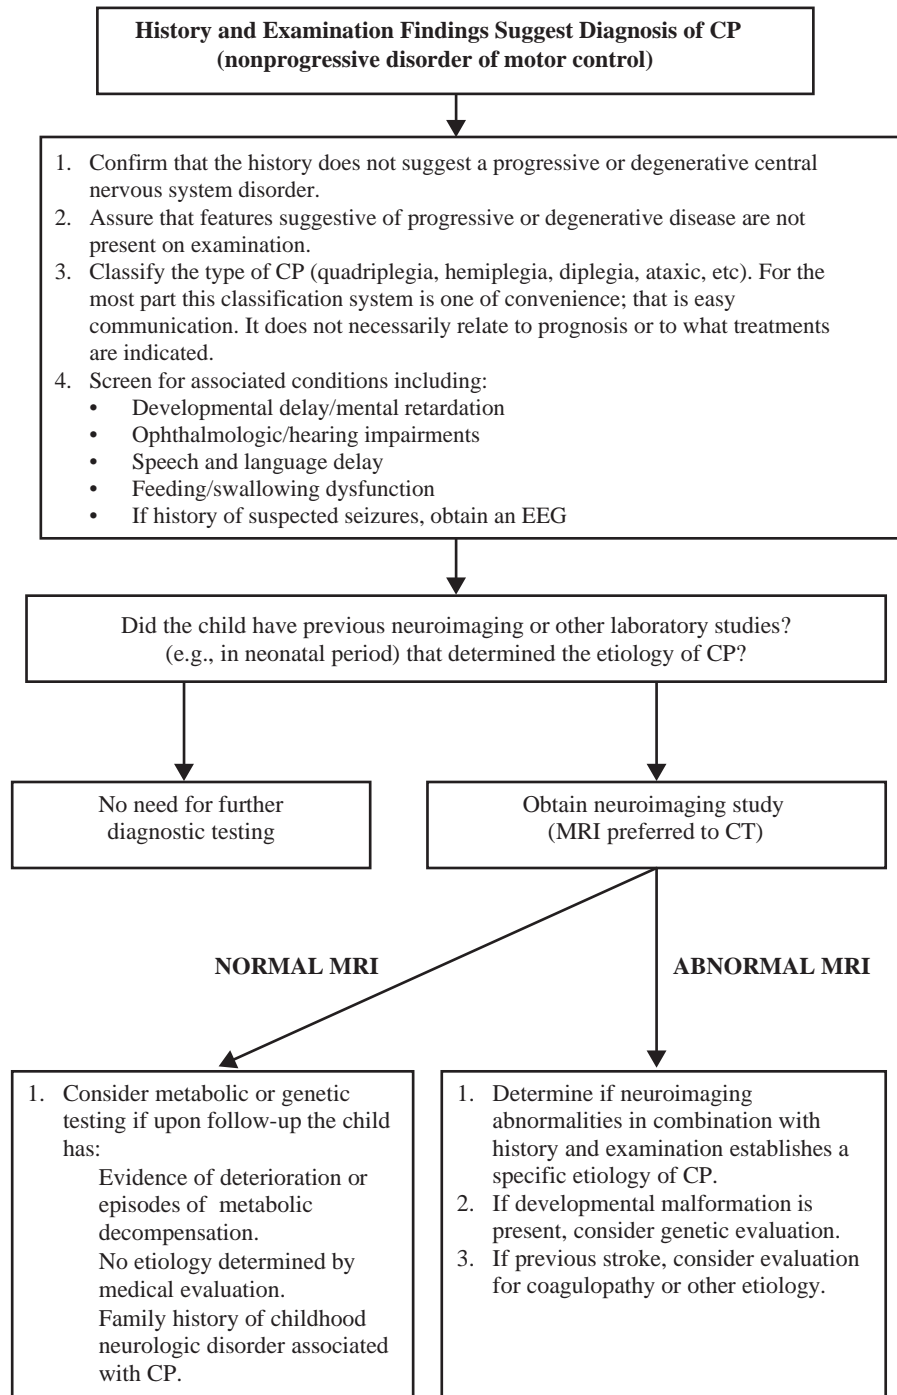 History and Examination Findings Suggest Diagnosis of CP
(nonprogressive disorder of motor control)
1. Confirm that the history does not suggest a progressive or degenerative central
nervous system disorder.
2. Assure that features suggestive of progressive or degenerative disease are not
present on examination.
3. Classify the type of CP (quadriplegia, hemiplegia, diplegia, ataxic, etc). For the
most part this classification system is one of convenience; that is easy
communication. It does not necessarily relate to prognosis or to what treatments
are indicated.
4. Screen for associated conditions including:
• Developmental delay/mental retardation
• Ophthalmologic/hearing impairments
• Speech and language delay
• Feeding/swallowing dysfunction
• If history of suspected seizures, obtain an EEG
Did the child have previous neuroimaging or other laboratory studies?
(e.g., in neonatal period) that determined the etiology of CP?
No need for further
diagnostic testing
Obtain neuroimaging study
(MRI preferred to CT)
NORMAL MRI
ABNORMAL MRI
1. Consider metabolic or genetic
testing if upon follow-up the child
has:
Evidence of deterioration or
episodes of metabolic
decompensation.
No etiology determined by
medical evaluation.
Family history of childhood
neurologic disorder associated
with CP.
1. Determine if neuroimaging
abnormalities in combination with
history and examination establishes a
specific etiology of CP.
2. If developmental malformation is
present, consider genetic evaluation.
3. If previous stroke, consider evaluation
for coagulopathy or other etiology.